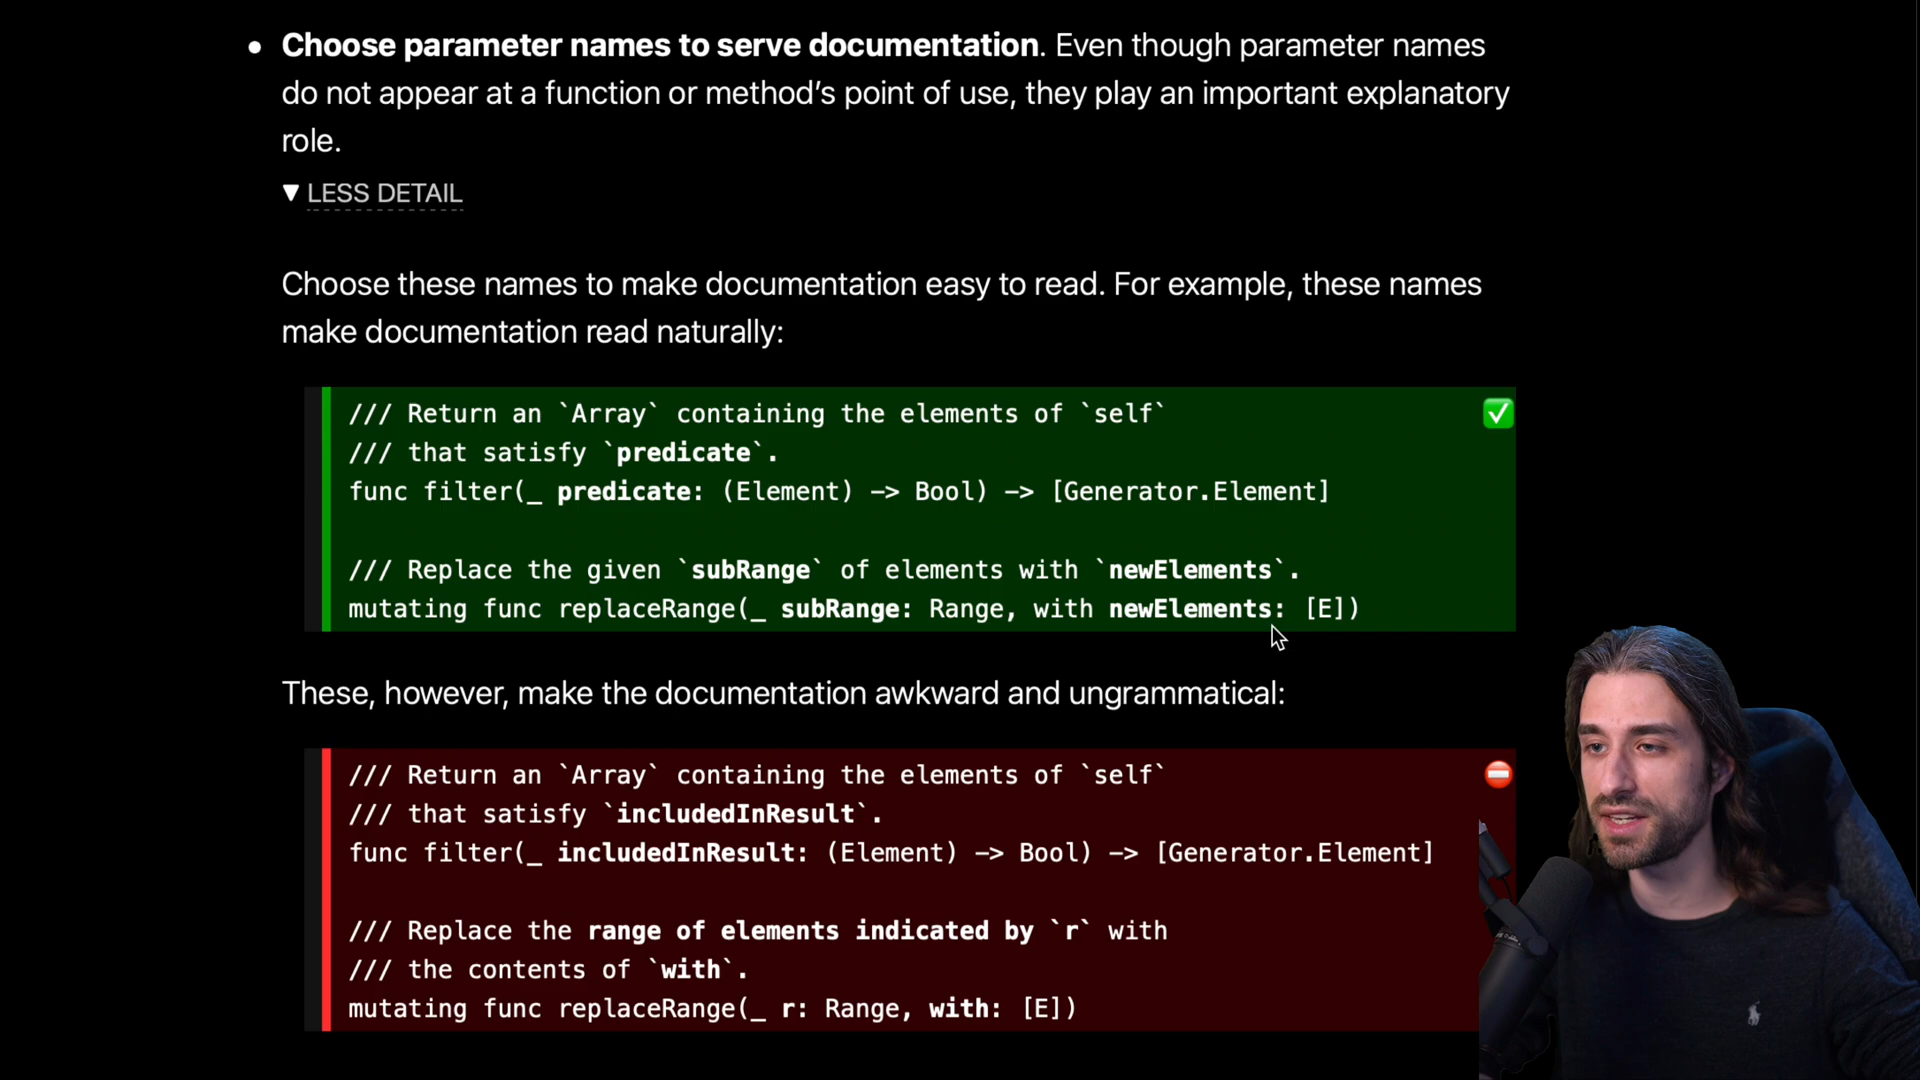 • Choose parameter names to serve documentation. Even though parameter names
do not appear at a function or method’s point of use, they play an important explanatory
role.
▼ LESS DETAIL
Choose these names to make documentation easy to read. For example, these names
make documentation read naturally:
/// Return an `Array` containing the elements of `self`
/// that satisfy `predicate`.
func filter(_ predicate: (Element) -> Bool) -> [Generator.Element]
/// Replace the given `subRange` of elements with `newElements`.
mutating func replaceRange(_ subRange: Range, with newElements: [E])
These, however, make the documentation awkward and ungrammatical:
/// Return an `Array` containing the elements of `self`
/// that satisfy `includedInResult`.
func filter(_ includedInResult: (Element) -> Bool) -> [Generator.Element]
/// Replace the range of elements indicated by `r` with
/// the contents of `with`.
mutating func replaceRange(_ r: Range, with: [E])